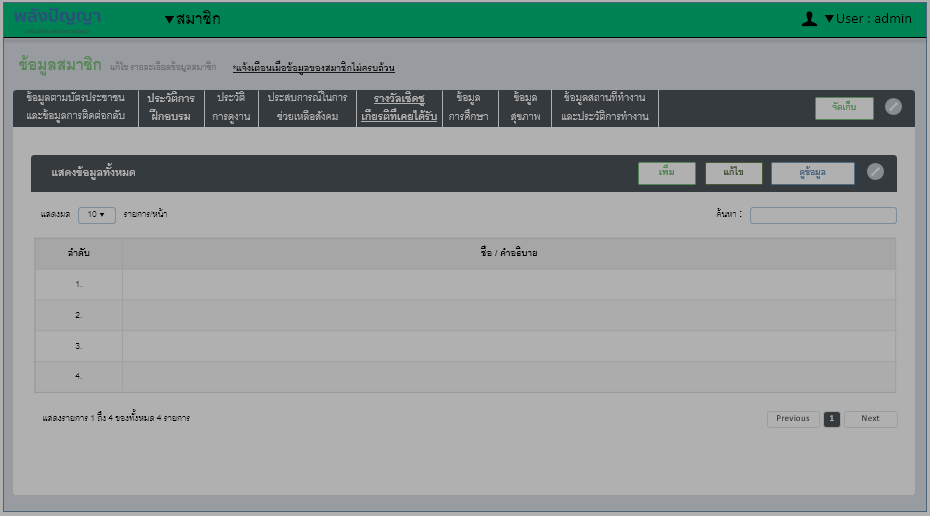 พลังปัญญา
▼สมาชิก
▼User : admin
ข้อมูลสมาชิก แก้ไข รายละเอียดข้อมูลสมาชิก *แจ้งเตือนเมื่อข้อมูลของสมาชิกไม่ครบถ้วน
ข้อมูลตามบัตรประชาชน
และข้อมูลการติดต่อกลับ
ประวัติการ
ฝึกอบรม
ประวัติ
การดูงาน
ประสบการณ์ในการ
ช่วยเหลือสังคม
รางวัลเชิดชู
เกียรติที่เคยได้รับ
ข้อมูล
การศึกษา
ข้อมูล
สุขภาพ
ข้อมูลสถานที่ทำงาน
และประวัติการทำงาน
จัดเก็บ
แสดงข้อมูลทั้งหมด
เพิ่ม
แก้ไข
ดูข้อมูล
แสดงผล 10 ▼ รายการ/หน้า
ค้นหา :
ลำดับ
ชื่อ / คำอธิบาย
1.
2.
3.
4.
แสดงรายการ 1 ถึง 4 ของทั้งหมด 4 รายการ
Previous 1 Next